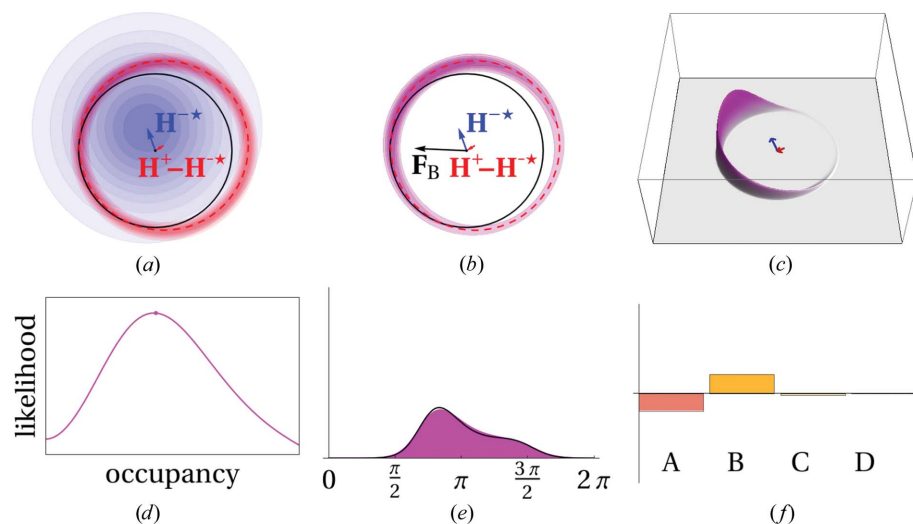 H⁻⋆
H⁺–H⁻⋆
(a)
H⁻⋆
F_B
H⁺–H⁻⋆
(b)
(c)
likelihood
occupancy
(d)
0 π/2 π 3π/2 2π
(e)
A B C D
(f)